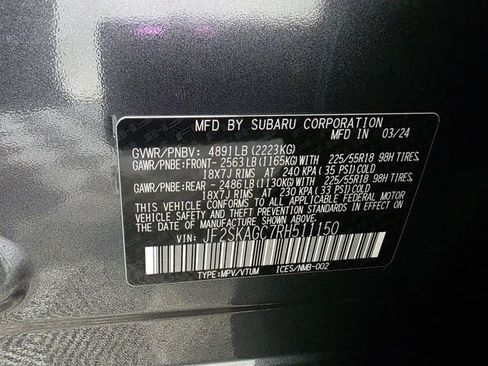 MFD BY SUBARU CORPORATION
MADE IN JAPAN 03/24
GVWR/PNBV: 4891LB(2223KG)
GAWR/PNBE:FRONT- 2563LB(1165KG)WITH 225/55R18 98H TIRES,
18X7J RIMS AT 240 KPA( 35 PSI)COLD
GAWR/PNBE:REAR - 2486LB(1130KG)WITH 225/55R18 98H TIRES,
18X7J RIMS AT 230 KPA( 33 PSI)COLD
THIS VEHICLE CONFORMS TO ALL APPLICABLE FEDERAL MOTOR
VEHICLE SAFETY AND BUMPER STANDARDS IN EFFECT ON THE
DATE OF MANUFACTURE SHOWN ABOVE.
VIN: JF2SKAGC7RH511150
TYPE:MPV/VTUM ICES/NMB-002